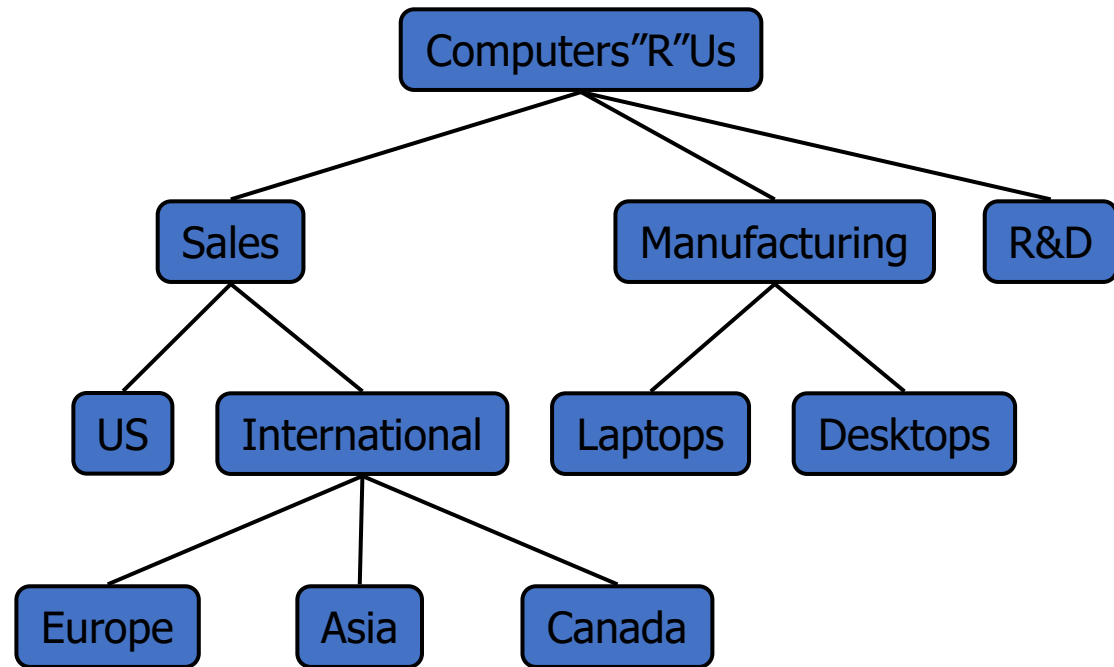 Computers”R”Us
Sales
Manufacturing
R&D
US
International
Laptops
Desktops
Europe
Asia
Canada